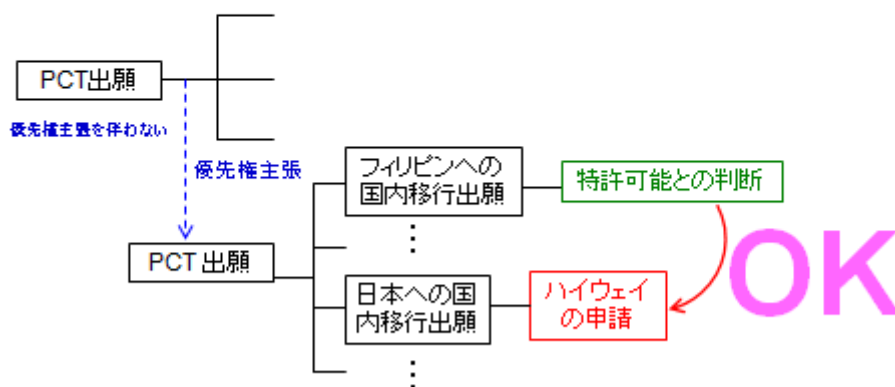 PCT出願
優先権主張を伴わない
優先権主張
フィリピンへの
国内移行出願
特許可能との判断
PCT 出願
日本への国
内移行出願
ハイウェイ
の申請
OK